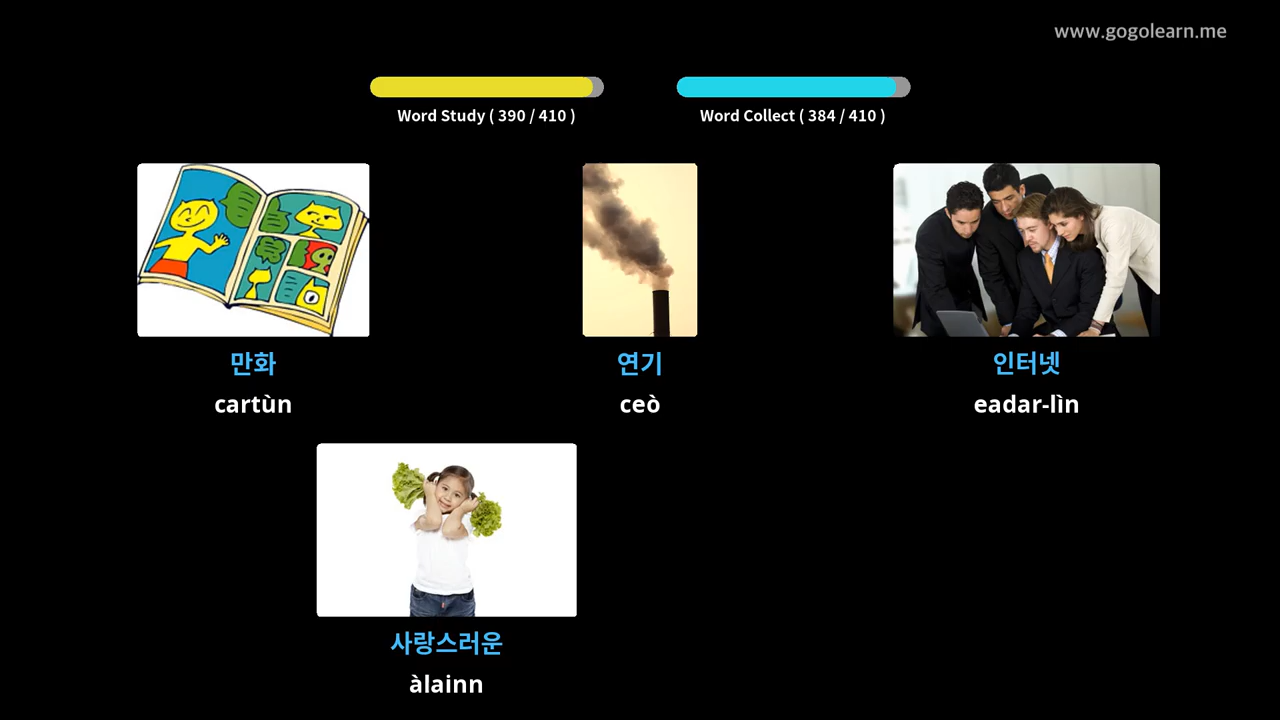 www.gogolearn.me
Word Study ( 390 / 410 )
Word Collect ( 384 / 410 )
만화
연기
인터넷
cartùn
ceò
eadar-lìn
사랑스러운
àlainn